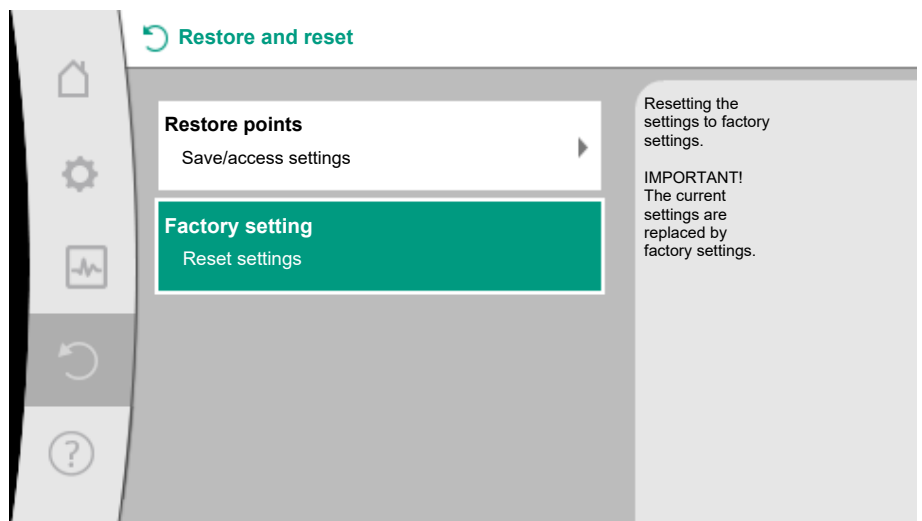 Restore and reset
Restore points
Save/access settings
Factory setting
Reset settings
Resetting the
settings to factory
settings.
IMPORTANT!
The current
settings are
replaced by
factory settings.
?